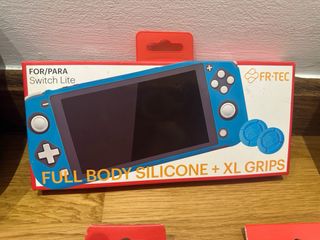 FOR/PARA
Switch Lite
FR·TEC
FULL BODY SILICONE + XL GRIPS